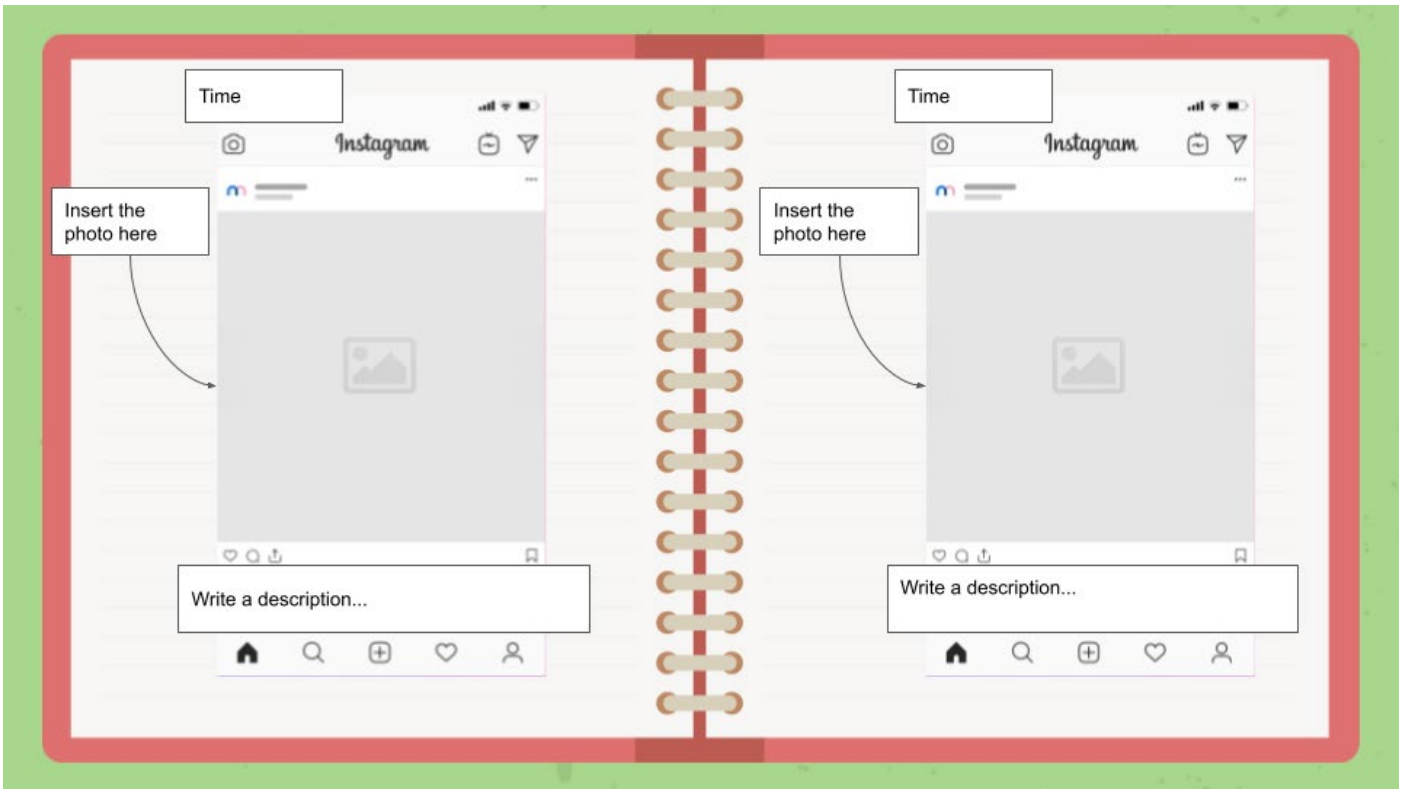 Time
Instagram
Insert the
photo here
Write a description...
Time
Instagram
Insert the
photo here
Write a description...